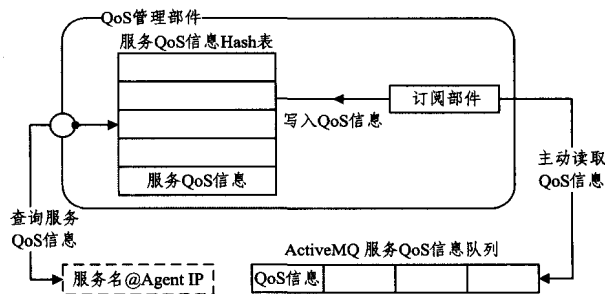 QoS管理部件
服务QoS信息Hash表
订阅部件
写入QoS信息
服务QoS信息
主动读取
QoS信息
查询服务
QoS信息
ActiveMQ 服务QoS信息队列
服务名@Agent IP
QoS信息